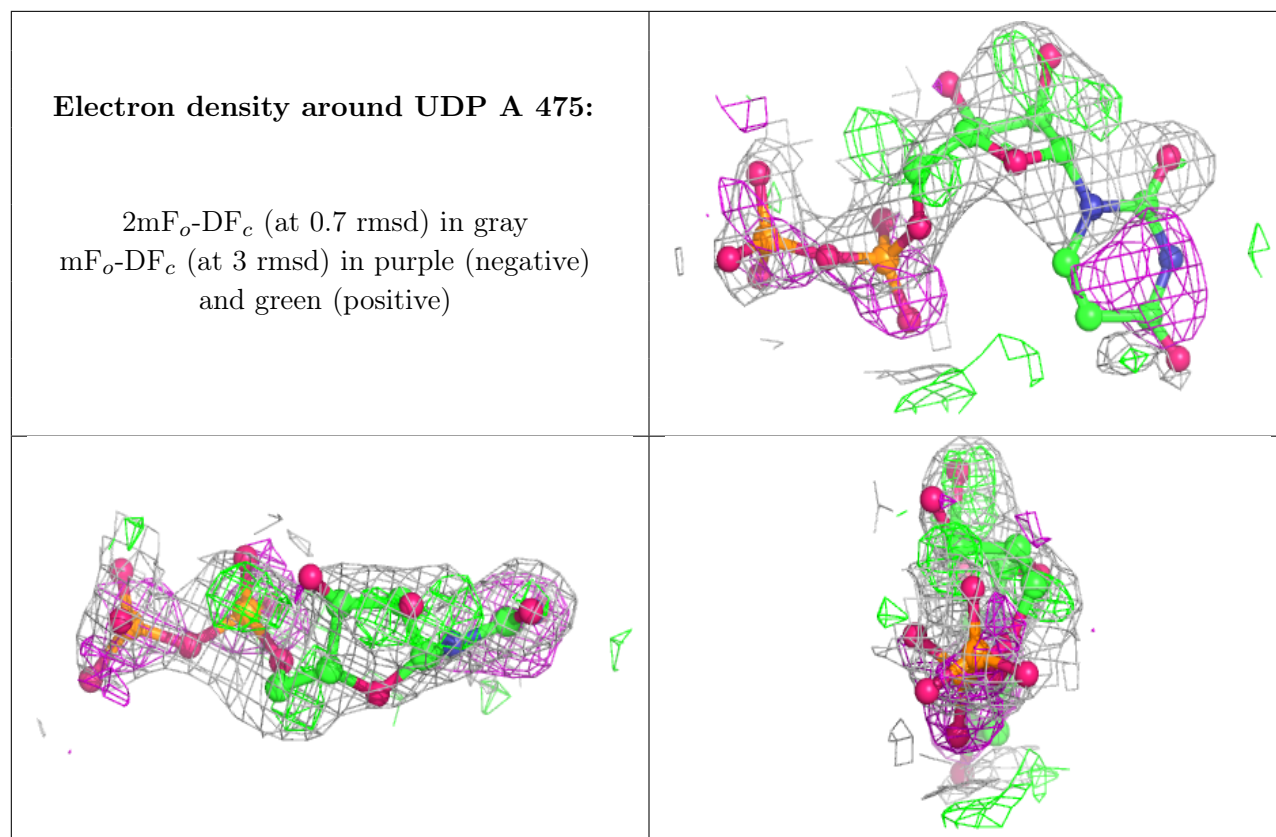 Electron density around UDP A 475:
2mFₒ-DF𝒸 (at 0.7 rmsd) in gray
mFₒ-DF𝒸 (at 3 rmsd) in purple (negative)
and green (positive)